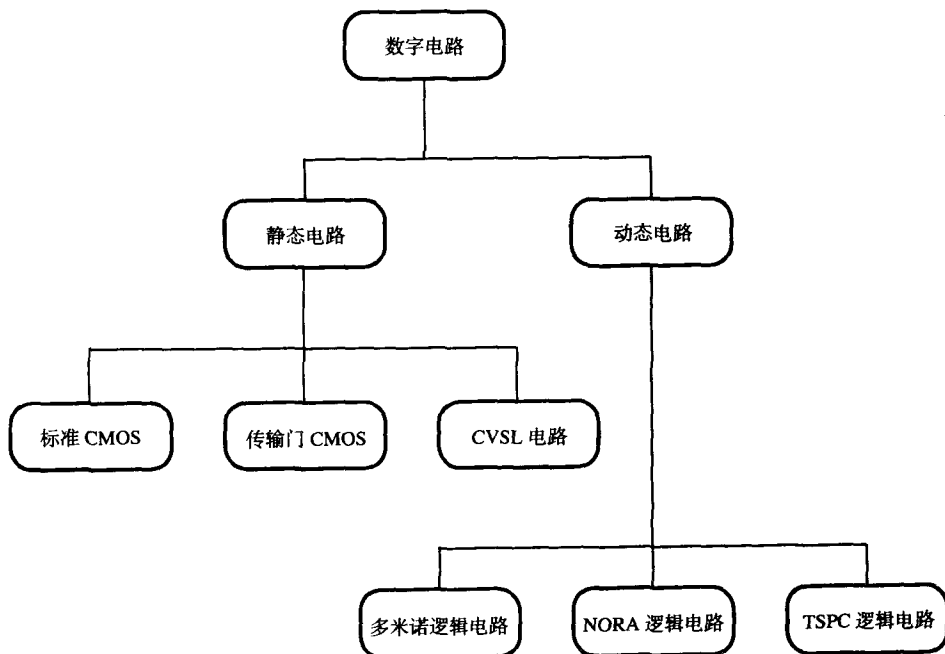 数字电路
静态电路
动态电路
标准 CMOS
传输门 CMOS
CVSL 电路
多米诺逻辑电路
NORA 逻辑电路
TSPC 逻辑电路